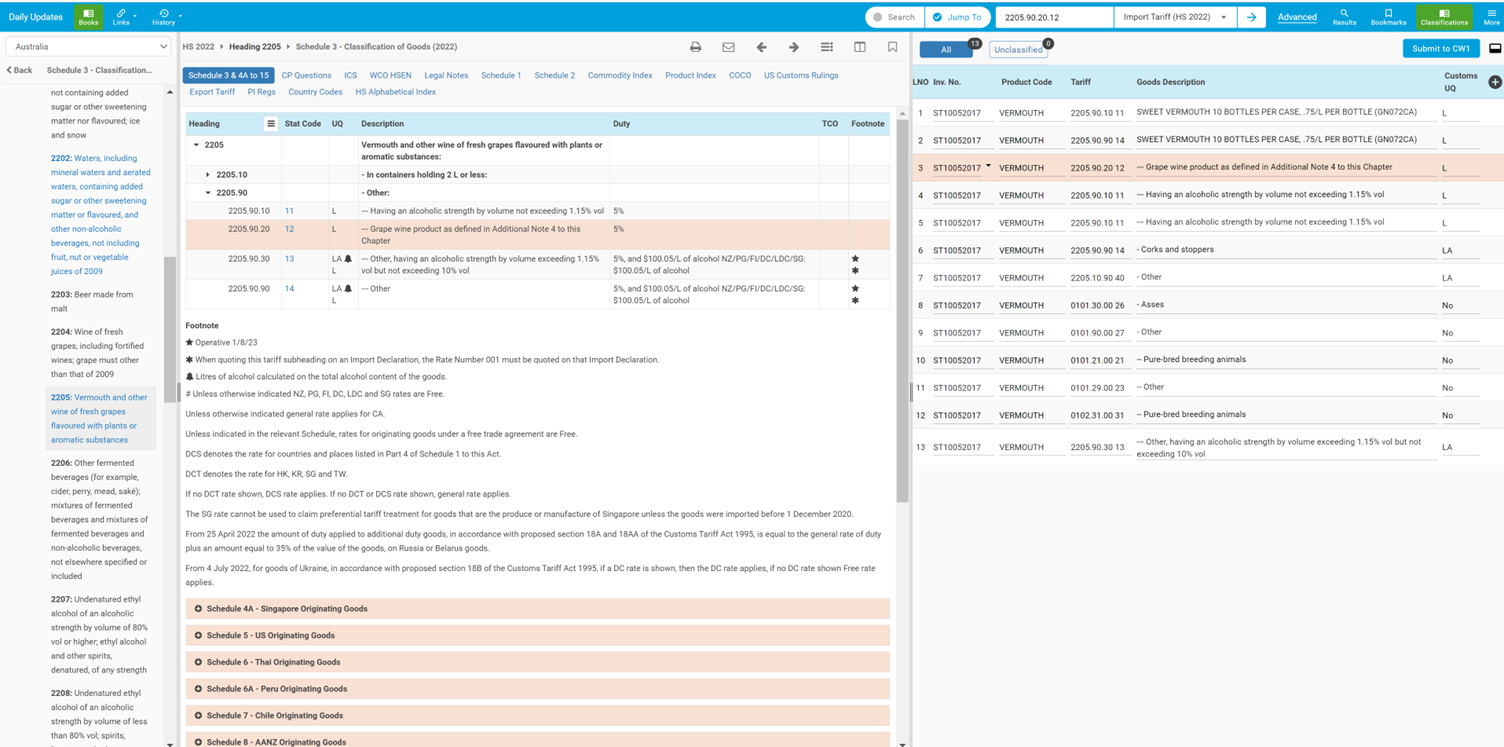 Daily Updates
Books
Links
History
Search
Jump To
2205.90.20.12
Import Tariff (HS 2022)
Advanced
Results
Bookmarks
Classifications
More
Australia
Back
Schedule 3 - Classification...
not containing added
sugar or other sweetening
matter nor flavoured; ice
and snow
2202: Waters, including
mineral waters and aerated
waters, containing added
sugar or other sweetening
matter or flavoured, and
other non-alcoholic
beverages, not including
fruit, nut or vegetable
juices of 2009
2203: Beer made from
malt
2204: Wine of fresh
grapes, including fortified
wines; grape must other
than that of 2009
2205: Vermouth and other
wine of fresh grapes
flavoured with plants or
aromatic substances
2206: Other fermented
beverages (for example,
cider, perry, mead, saké);
mixtures of fermented
beverages and mixtures of
fermented beverages and
non-alcoholic beverages,
not elsewhere specified or
included
2207: Undenatured ethyl
alcohol of an alcoholic
strength by volume of 80%
vol or higher; ethyl alcohol
and other spirits,
denatured, of any strength
2208: Undenatured ethyl
alcohol of an alcoholic
strength by volume of less
than 80% vol; spirits,
HS 2022 Heading 2205 Schedule 3 - Classification of Goods (2022)
Schedule 3 & 4A to 15 CP Questions ICS WCO HSEN Legal Notes Schedule 1 Schedule 2 Commodity Index Product Index COCO US Customs Rulings
Export Tariff PI Regs Country Codes HS Alphabetical Index
Heading Stat Code UQ Description Duty TCO Footnote
2205 Vermouth and other wine of fresh grapes flavoured with plants or
aromatic substances:
2205.10 - In containers holding 2 L or less:
2205.90 - Other:
2205.90.10 11 L --- Having an alcoholic strength by volume not exceeding 1.15% vol 5%
2205.90.20 12 L --- Grape wine product as defined in Additional Note 4 to this 5%
Chapter
2205.90.30 13 LA --- Other, having an alcoholic strength by volume exceeding 1.15% 5%, and $100.05/L of alcohol NZ/PG/FI/DC/LDC/SG: ★
L vol but not exceeding 10% vol $100.05/L of alcohol ✱
2205.90.90 14 LA --- Other 5%, and $100.05/L of alcohol NZ/PG/FI/DC/LDC/SG: ★
L $100.05/L of alcohol ✱
Footnote
★ Operative 1/8/23
✱ When quoting this tariff subheading on an Import Declaration, the Rate Number 001 must be quoted on that Import Declaration.
Litres of alcohol calculated on the total alcohol content of the goods.
# Unless otherwise indicated NZ, PG, FI, DC, LDC and SG rates are Free.
Unless otherwise indicated general rate applies for CA.
Unless indicated in the relevant Schedule, rates for originating goods under a free trade agreement are Free.
DCS denotes the rate for countries and places listed in Part 4 of Schedule 1 to this Act.
DCT denotes the rate for HK, KR, SG and TW.
If no DCT rate shown, DCS rate applies. If no DCT or DCS rate shown, general rate applies.
The SG rate cannot be used to claim preferential tariff treatment for goods that are the produce or manufacture of Singapore unless the goods were imported before 1 December 2020.
From 25 April 2022 the amount of duty applied to additional duty goods, in accordance with proposed section 18A and 18AA of the Customs Tariff Act 1995, is equal to the general rate of duty
plus an amount equal to 35% of the value of the goods, on Russia or Belarus goods.
From 4 July 2022, for goods of Ukraine, in accordance with proposed section 18B of the Customs Tariff Act 1995, if a DC rate is shown, then the DC rate applies, if no DC rate shown Free rate
applies.
Schedule 4A - Singapore Originating Goods
Schedule 5 - US Originating Goods
Schedule 6 - Thai Originating Goods
Schedule 6A - Peru Originating Goods
Schedule 7 - Chile Originating Goods
Schedule 8 - AANZ Originating Goods
All 13 Unclassified 0 Submit to CW1
LNO Inv. No. Product Code Tariff Goods Description Customs
UQ
1 ST10052017 VERMOUTH 2205.90.10 11 SWEET VERMOUTH 10 BOTTLES PER CASE, .75/L PER BOTTLE (GN072CA) L
2 ST10052017 VERMOUTH 2205.90.90 14 SWEET VERMOUTH 10 BOTTLES PER CASE, .75/L PER BOTTLE (GN072CA) L
3 ST10052017 VERMOUTH 2205.90.20 12 --- Grape wine product as defined in Additional Note 4 to this Chapter L
4 ST10052017 VERMOUTH 2205.90.10 11 --- Having an alcoholic strength by volume not exceeding 1.15% vol L
5 ST10052017 VERMOUTH 2205.90.10 11 --- Having an alcoholic strength by volume not exceeding 1.15% vol L
6 ST10052017 VERMOUTH 2205.90.90 14 - Corks and stoppers LA
7 ST10052017 VERMOUTH 2205.10.90 40 - Other LA
8 ST10052017 VERMOUTH 0101.30.00 26 - Asses No
9 ST10052017 VERMOUTH 0101.90.00 27 - Other No
10 ST10052017 VERMOUTH 0101.21.00 21 -- Pure-bred breeding animals No
11 ST10052017 VERMOUTH 0101.29.00 23 -- Other No
12 ST10052017 VERMOUTH 0102.31.00 31 -- Pure-bred breeding animals No
13 ST10052017 VERMOUTH 2205.90.30 13 --- Other, having an alcoholic strength by volume exceeding 1.15% vol but not LA
exceeding 10% vol